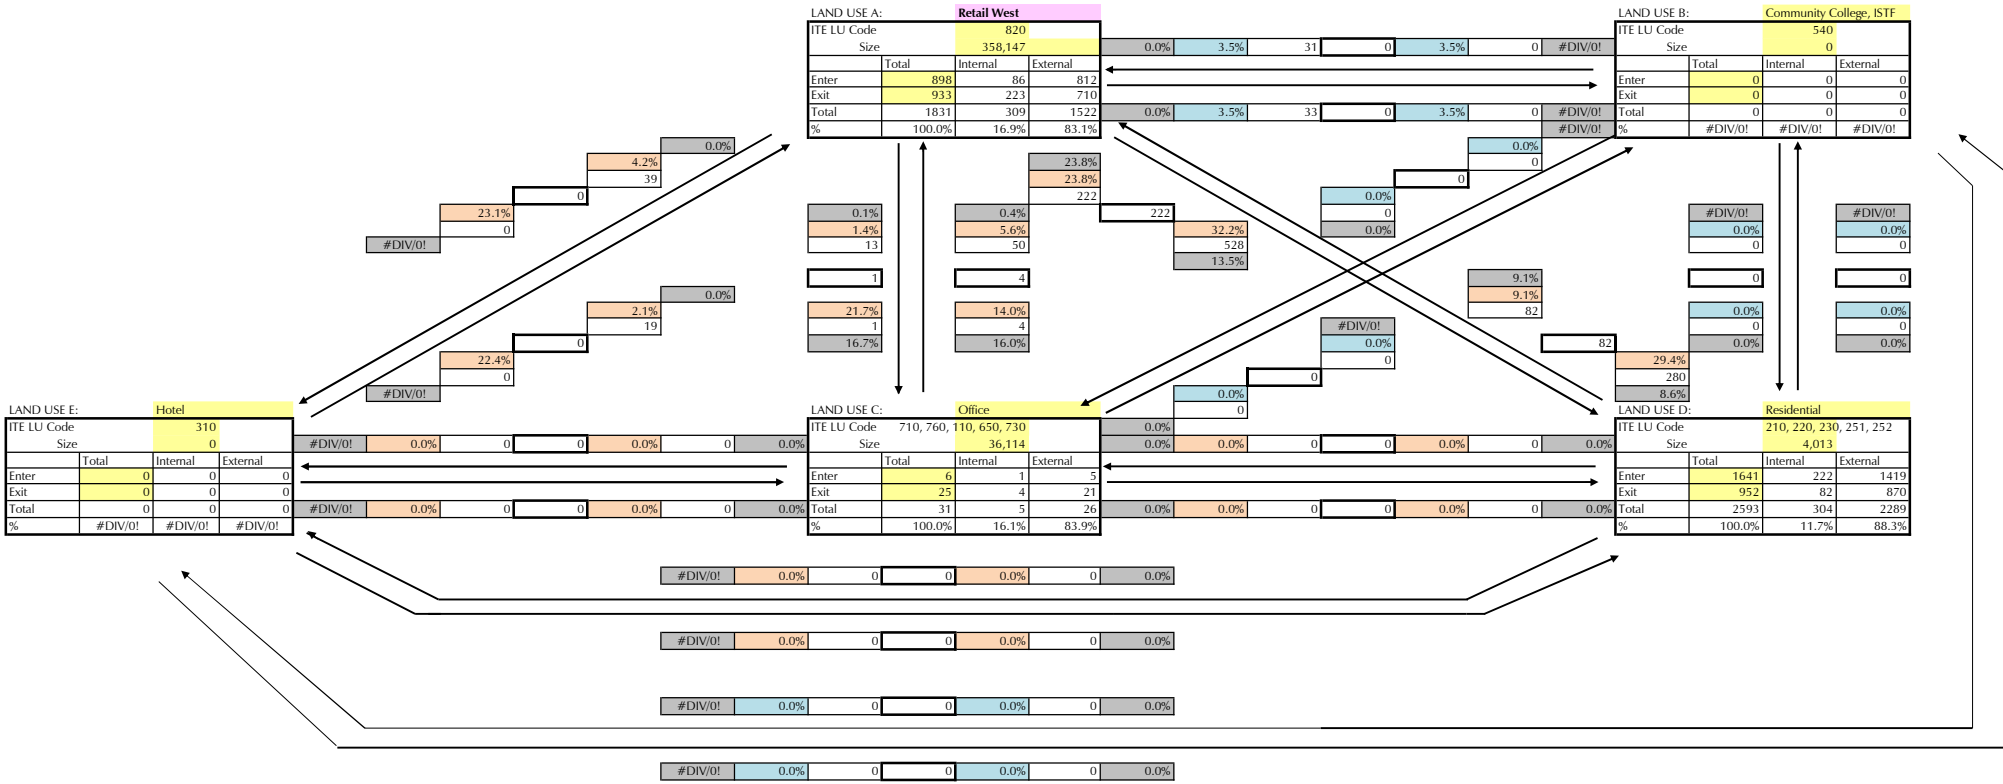 LAND USE A: Retail West LAND USE B: Community College, ISTF
ITE LU Code 820 ITE LU Code 540
Size 358,147 0.0% 3.5% 31 0 3.5% 0 #DIV/0! Size 0
Total Internal External Total Internal External
Enter 898 86 812 Enter 0 0 0
Exit 933 223 710 Exit 0 0 0
Total 1831 309 1522 0.0% 3.5% 33 0 3.5% 0 #DIV/0! Total 0 0 0
% 100.0% 16.9% 83.1% #DIV/0! % #DIV/0! #DIV/0! #DIV/0!
0.0% 0.0%
4.2% 23.8% 0
39 23.8% 0
0 222 0.0%
23.1% 0.1% 0.4% 222 0 #DIV/0! #DIV/0!
0 1.4% 5.6% 32.2% 0.0% 0.0% 0.0%
#DIV/0! 13 50 528 0 0
13.5%
1 4 9.1% 0 0
0.0% 9.1%
2.1% 21.7% 14.0% 82 0.0% 0.0%
19 1 4 #DIV/0! 0 0
0 16.7% 16.0% 0.0% 82 0.0% 0.0%
22.4% 0 29.4%
0 0 280
#DIV/0! 0.0% 8.6%
LAND USE E: Hotel LAND USE C: Office 0 LAND USE D: Residential
ITE LU Code 310 ITE LU Code 710, 760, 110, 650, 730 0.0% ITE LU Code 210, 220, 230, 251, 252
Size 0 #DIV/0! 0.0% 0 0 0.0% 0 0.0% Size 36,114 0.0% 0.0% 0 0 0.0% 0 0.0% Size 4,013
Total Internal External Total Internal External Total Internal External
Enter 0 0 0 Enter 6 1 5 Enter 1641 222 1419
Exit 0 0 0 Exit 25 4 21 Exit 952 82 870
Total 0 0 0 #DIV/0! 0.0% 0 0 0.0% 0 0.0% Total 31 5 26 0.0% 0.0% 0 0 0.0% 0 0.0% Total 2593 304 2289
% #DIV/0! #DIV/0! #DIV/0! % 100.0% 16.1% 83.9% % 100.0% 11.7% 88.3%
#DIV/0! 0.0% 0 0 0.0% 0 0.0%
#DIV/0! 0.0% 0 0 0.0% 0 0.0%
#DIV/0! 0.0% 0 0 0.0% 0 0.0%
#DIV/0! 0.0% 0 0 0.0% 0 0.0%